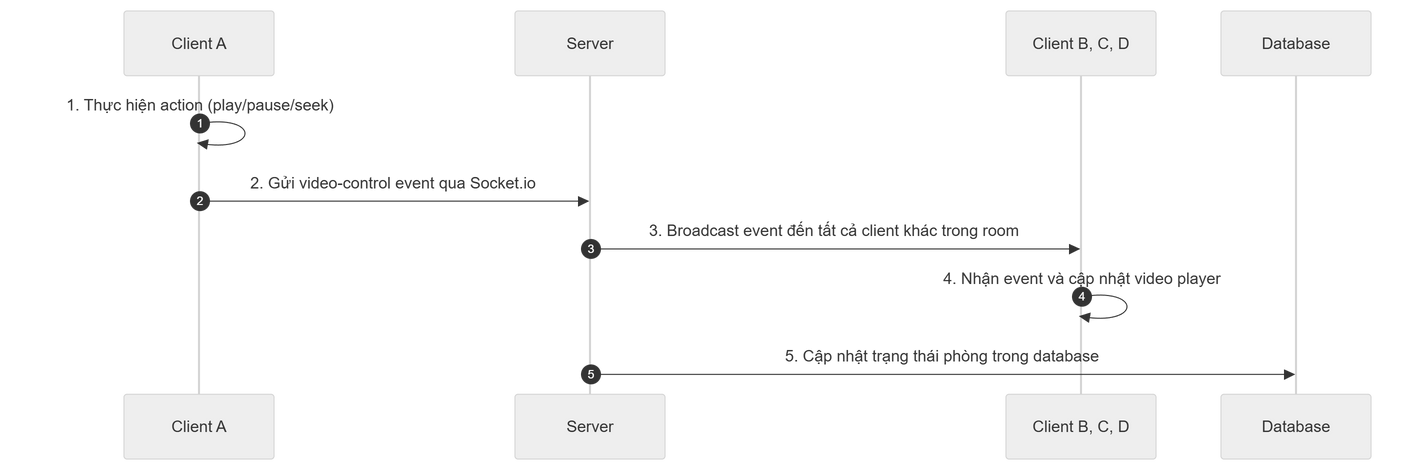 Client A
Server
Client B, C, D
Database
1. Thực hiện action (play/pause/seek)
1
2. Gửi video-control event qua Socket.io
2
3. Broadcast event đến tất cả client khác trong room
3
4. Nhận event và cập nhật video player
4
5. Cập nhật trạng thái phòng trong database
5
Client A
Server
Client B, C, D
Database